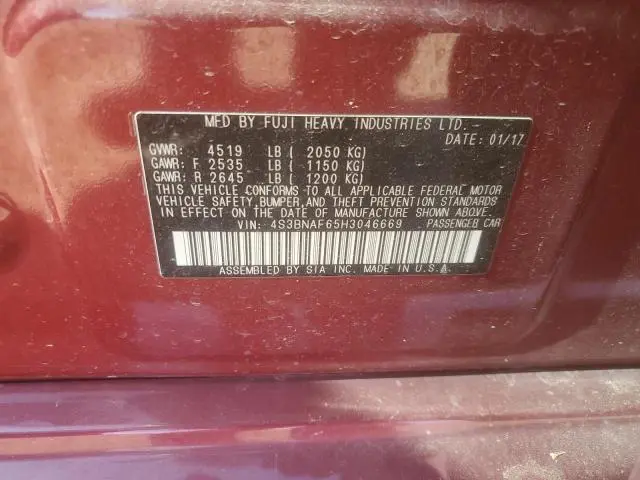 MFD BY FUJI HEAVY INDUSTRIES LTD.
DATE: 01/17
GVWR: 4519 LB ( 2050 KG)
GAWR: F 2535 LB ( 1150 KG)
GAWR: R 2645 LB ( 1200 KG)
THIS VEHICLE CONFORMS TO ALL APPLICABLE FEDERAL MOTOR
VEHICLE SAFETY,BUMPER,AND THEFT PREVENTION STANDARDS
IN EFFECT ON THE DATE OF MANUFACTURE SHOWN ABOVE.
VIN: 4S3BNAF65H3046669 PASSENGER CAR
ASSEMBLED BY SIA INC. MADE IN U.S.A.